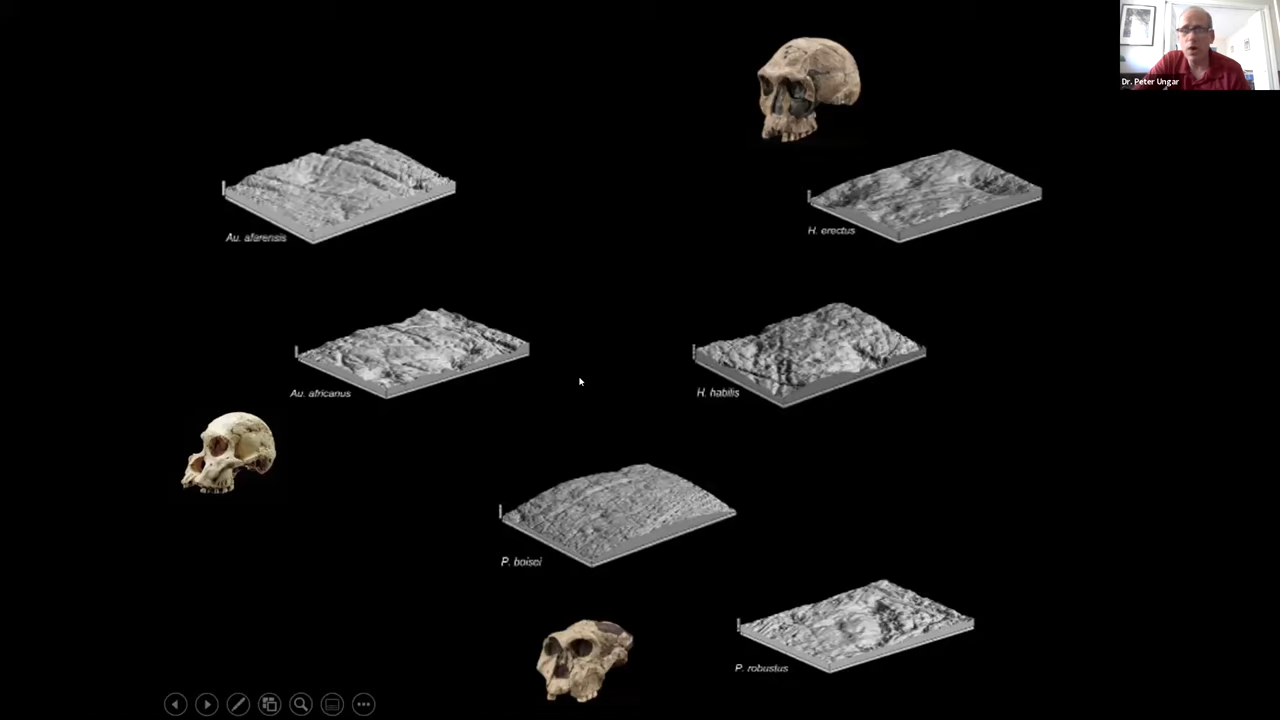 Dr. Peter Ungar
Au. afarensis
H. erectus
Au. africanus
H. habilis
P. boisei
P. robustus